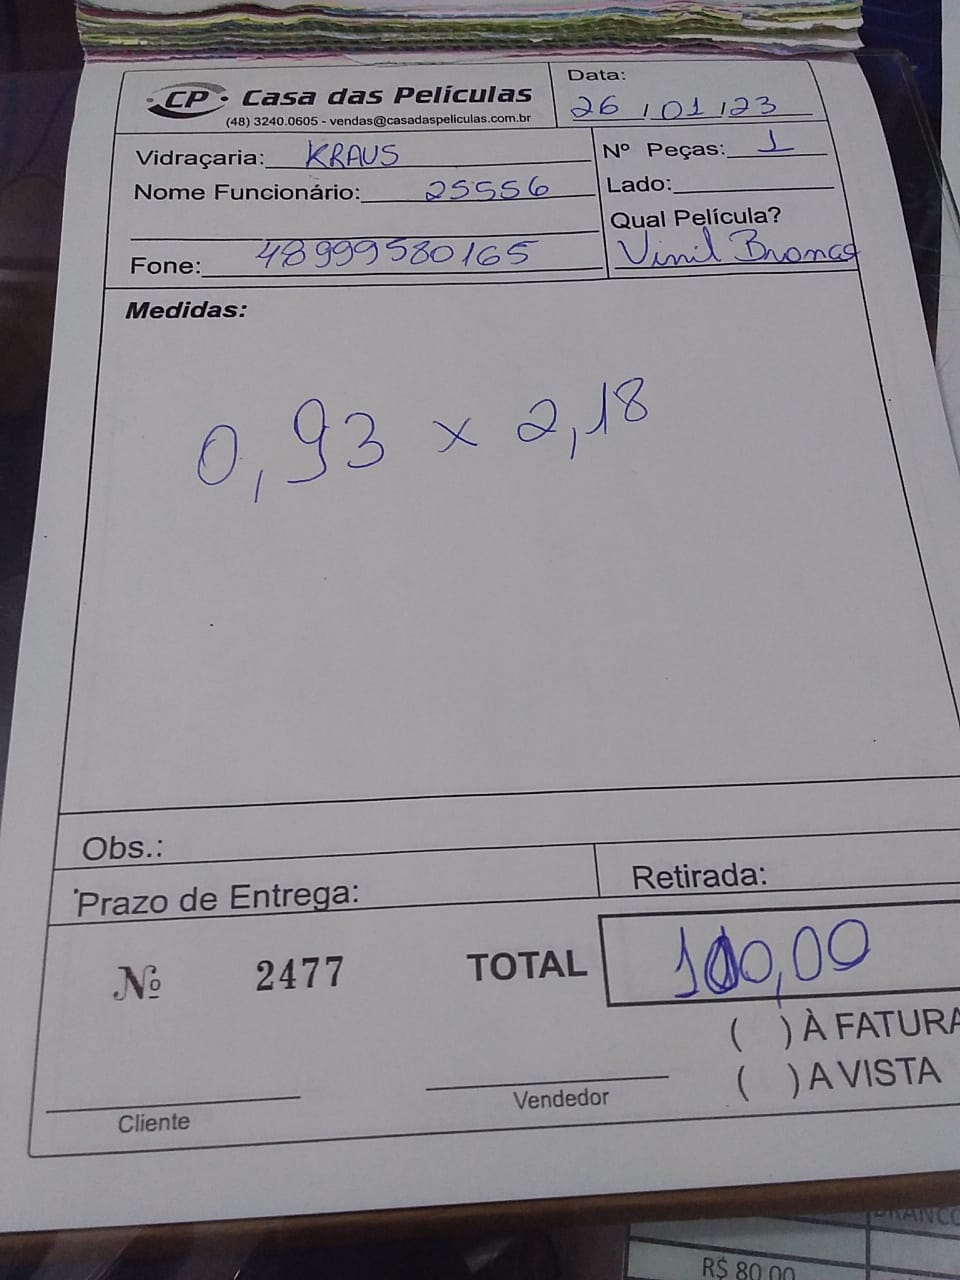 CP Casa das Películas
(48) 3240.0605 - vendas@casadaspeliculas.com.br
Data:
26 / 01 / 23
Vidraçaria: KRAUS
Nº Peças: 1
Nome Funcionário: 25556
Lado:
Qual Película?
Vinil Branco
Fone: 48999580165
Medidas:
0,93 x 2,18
Obs.:
Prazo de Entrega:
Retirada:
Nº 2477
TOTAL 100,00
( ) À FATURA
( ) A VISTA
Cliente
Vendedor
BRANCO
R$ 80,00